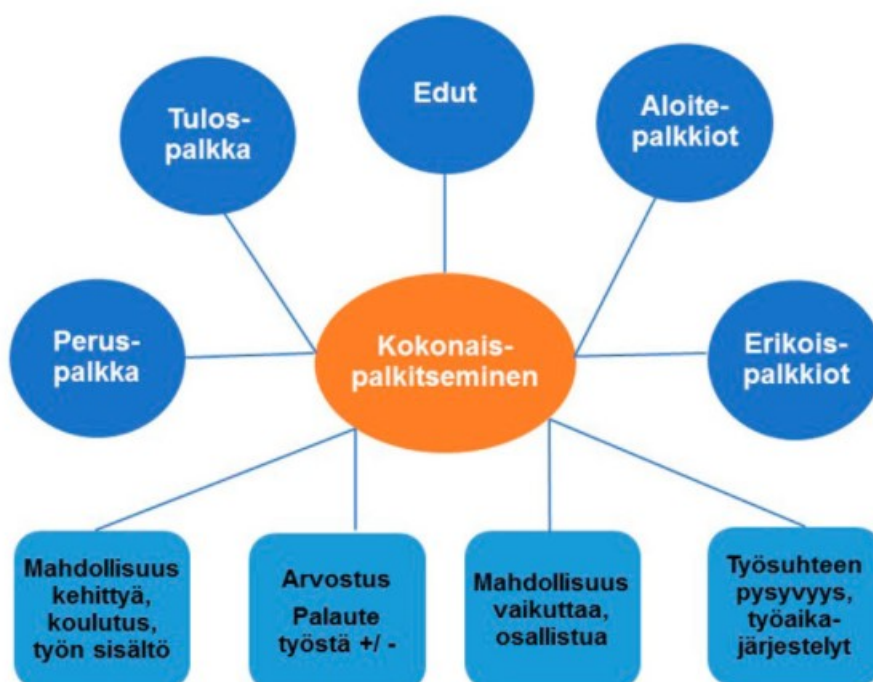 Edut
Tulos-
palkka
Aloite-
palkkiot
Perus-
palkka
Kokonais-
palkitseminen
Erikois-
palkkiot
Mahdollisuus
kehittyä,
koulutus,
työn sisältö
Arvostus
Palaute
työstä +/ -
Mahdollisuus
vaikuttaa,
osallistua
Työsuhteen
pysyvyys,
työaika-
järjestelyt